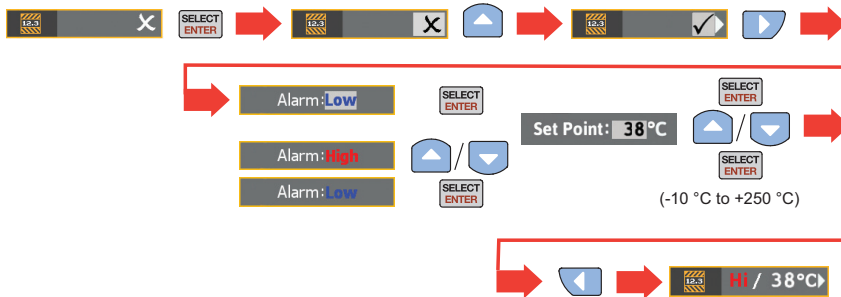 12.3 X SELECT ENTER 12.3 X 12.3 ✓
Alarm:Low SELECT ENTER
SELECT ENTER
Set Point: 38°C /
Alarm:High /
SELECT ENTER
Alarm:Low SELECT ENTER
(-10 °C to +250 °C)
12.3 Hi / 38°C